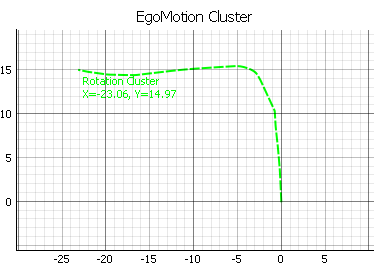 EgoMotion Cluster
15
Rotation Cluster
X=-23.06, Y=14.97
10
5
0
-25 -20 -15 -10 -5 0 5